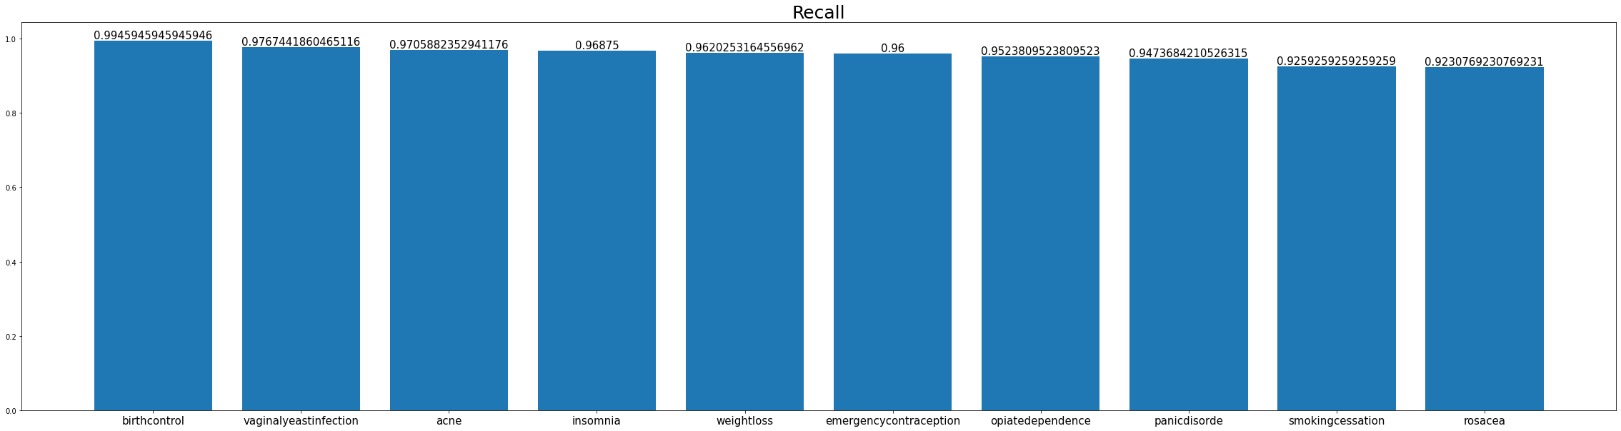 Recall
1.0
0.8
0.6
0.4
0.2
0.0
0.9945945945945946
0.9767441860465116
0.9705882352941176
0.96875
0.9620253164556962
0.96
0.9523809523809523
0.9473684210526315
0.9259259259259259
0.9230769230769231
birthcontrol
vaginalyeastinfection
acne
insomnia
weightloss
emergencycontraception
opiatedependence
panicdisorde
smokingcessation
rosacea